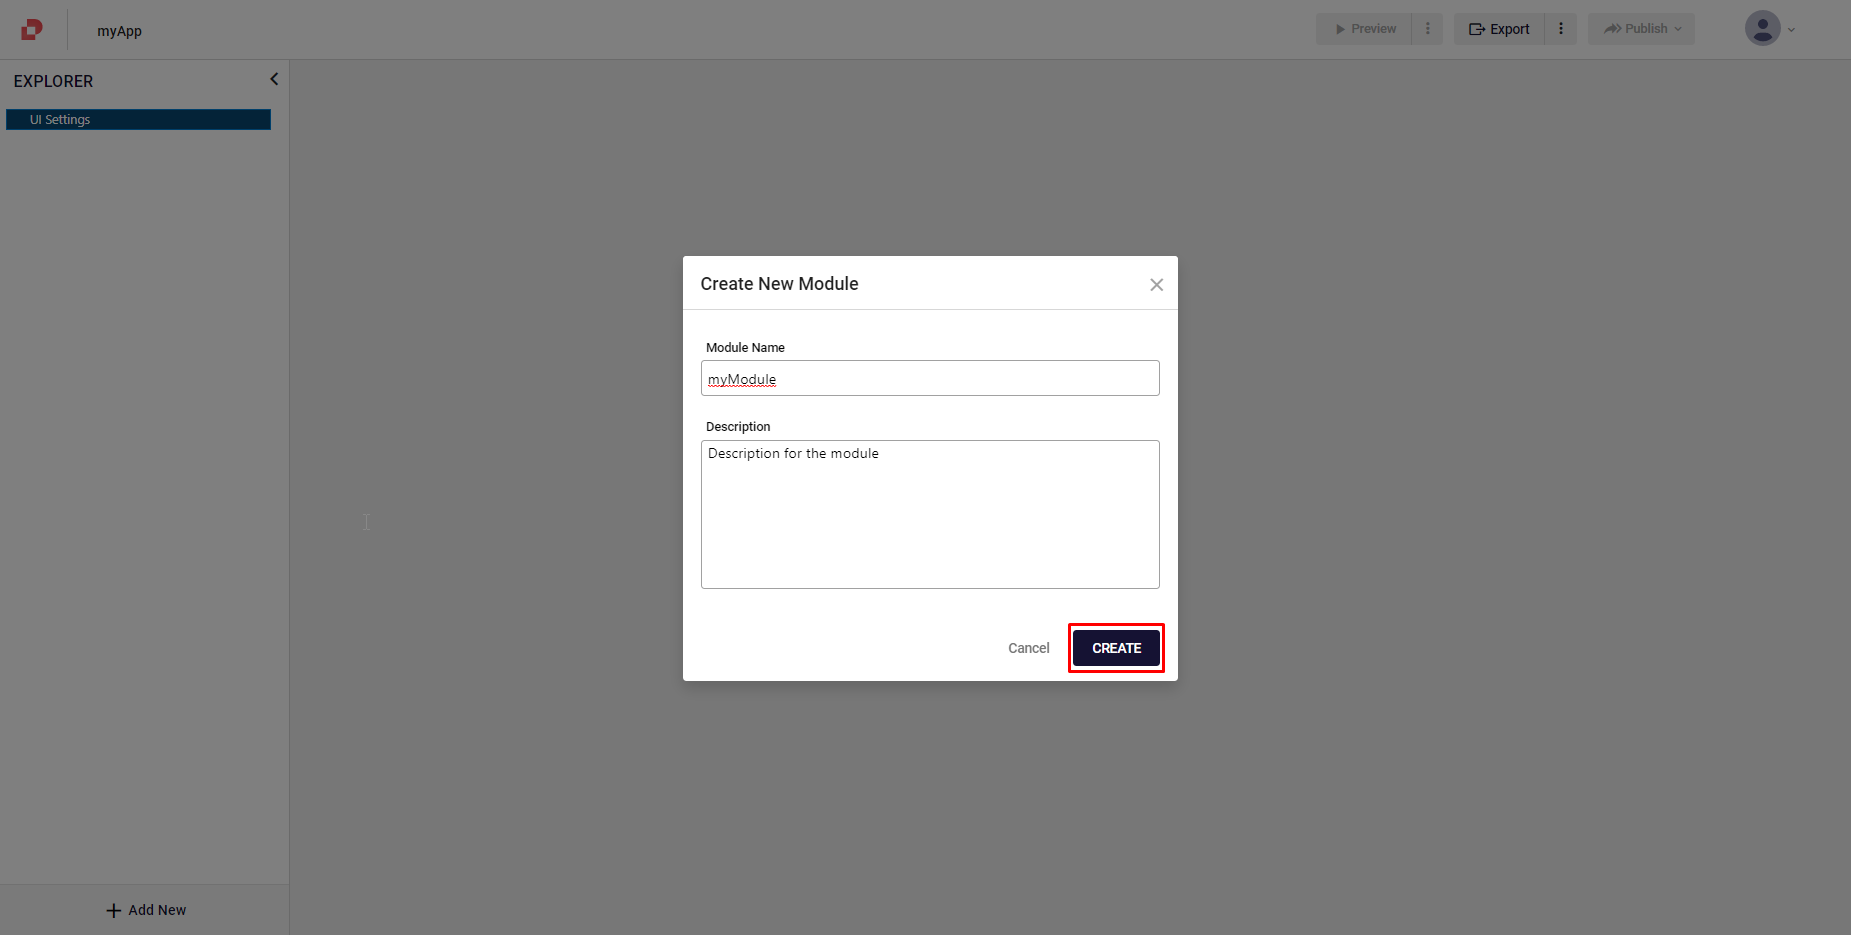 myApp
Preview
Export
Publish
EXPLORER
UI Settings
Create New Module
Module Name
myModule
Description
Description for the module
Cancel
CREATE
Add New